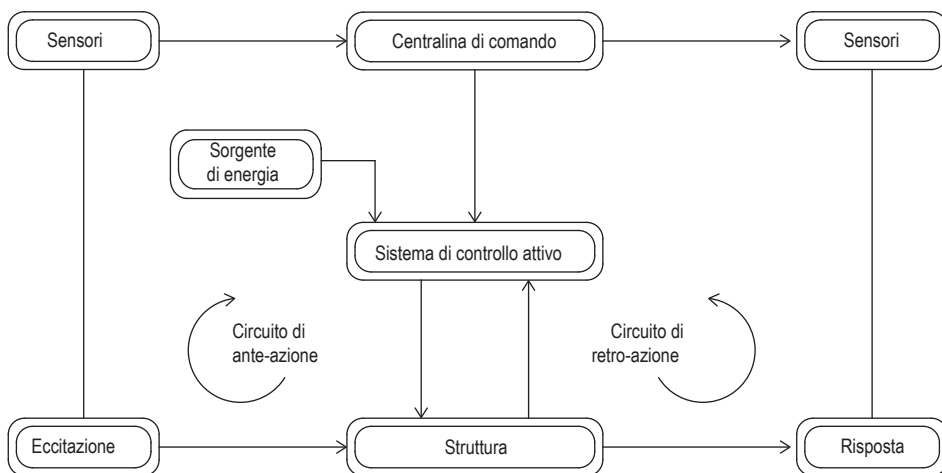 Sensori
Centralina di comando
Sensori
Sorgente
di energia
Sistema di controllo attivo
Circuito di
ante-azione
Circuito di
retro-azione
Eccitazione
Struttura
Risposta